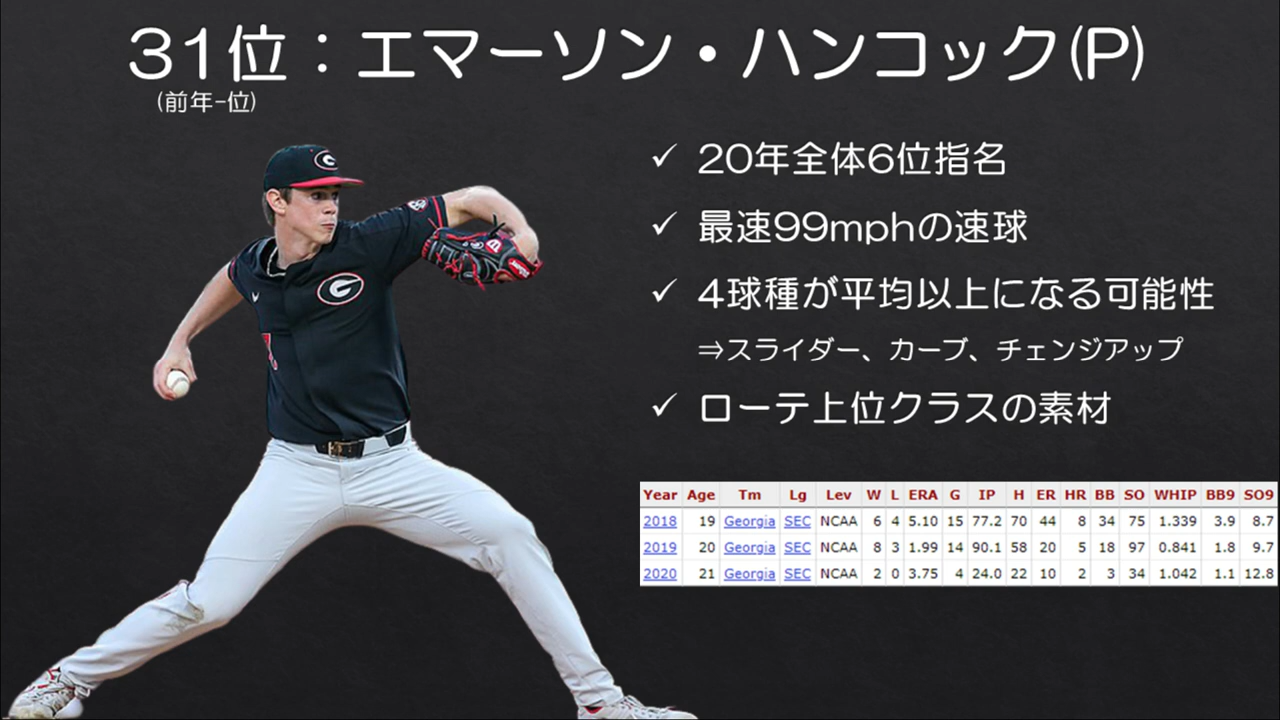 31位：エマーソン・ハンコック(P)
(前年-位)
20年全体6位指名
最速99mphの速球
4球種が平均以上になる可能性
⇒スライダー、カーブ、チェンジアップ
ローテ上位クラスの素材
Year Age Tm Lg Lev W L ERA G IP H ER HR BB SO WHIP BB9 SO9
2018 19 Georgia SEC NCAA 6 4 5.10 15 77.2 70 44 8 34 75 1.339 3.9 8.7
2019 20 Georgia SEC NCAA 8 3 1.99 14 90.1 58 20 5 18 97 0.841 1.8 9.7
2020 21 Georgia SEC NCAA 2 0 3.75 4 24.0 22 10 2 3 34 1.042 1.1 12.8